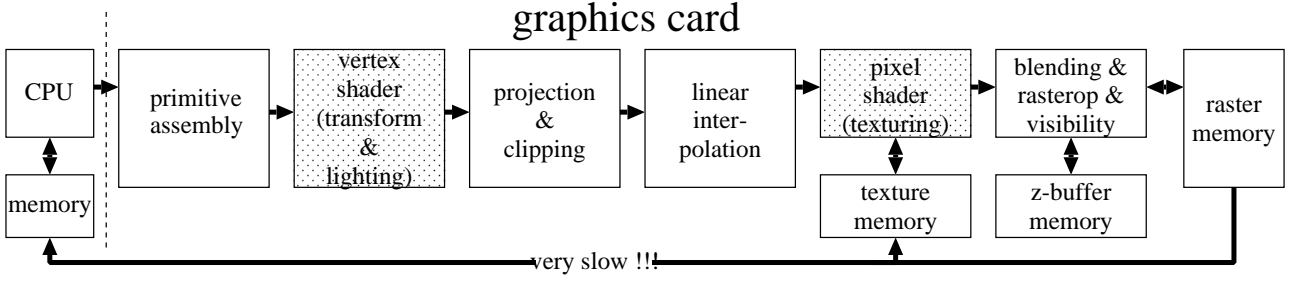 graphics card
CPU
memory
primitive
assembly
vertex
shader
(transform
&
lighting)
projection
&
clipping
linear
inter-
polation
pixel
shader
(texturing)
texture
memory
blending &
rasterop &
visibility
z-buffer
memory
raster
memory
very slow !!!